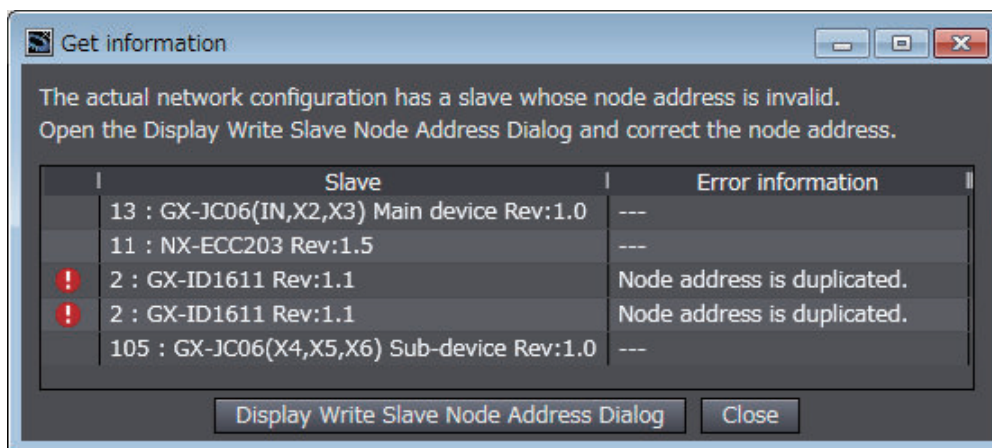 Get information
The actual network configuration has a slave whose node address is invalid.
Open the Display Write Slave Node Address Dialog and correct the node address.
Slave Error information
13 : GX-JC06(IN,X2,X3) Main device Rev:1.0 ---
11 : NX-ECC203 Rev:1.5 ---
2 : GX-ID1611 Rev:1.1 Node address is duplicated.
2 : GX-ID1611 Rev:1.1 Node address is duplicated.
105 : GX-JC06(X4,X5,X6) Sub-device Rev:1.0 ---
Display Write Slave Node Address Dialog Close